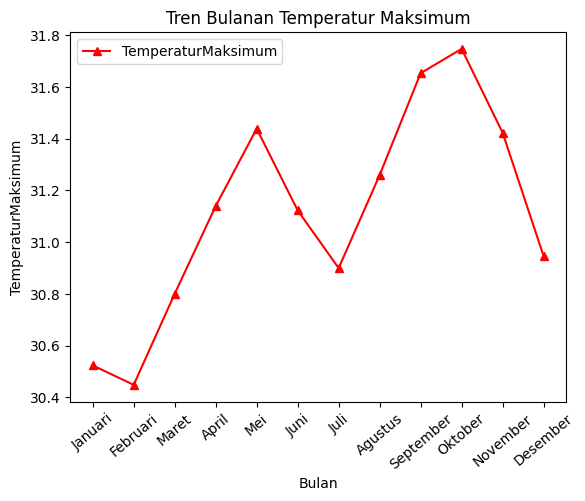 Tren Bulanan Temperatur Maksimum
TemperaturMaksimum
31.8
31.6
31.4
31.2
31.0
30.8
30.6
30.4
TemperaturMaksimum
Januari
Februari
Maret
April
Mei
Juni
Juli
Agustus
September
Oktober
November
Desember
Bulan